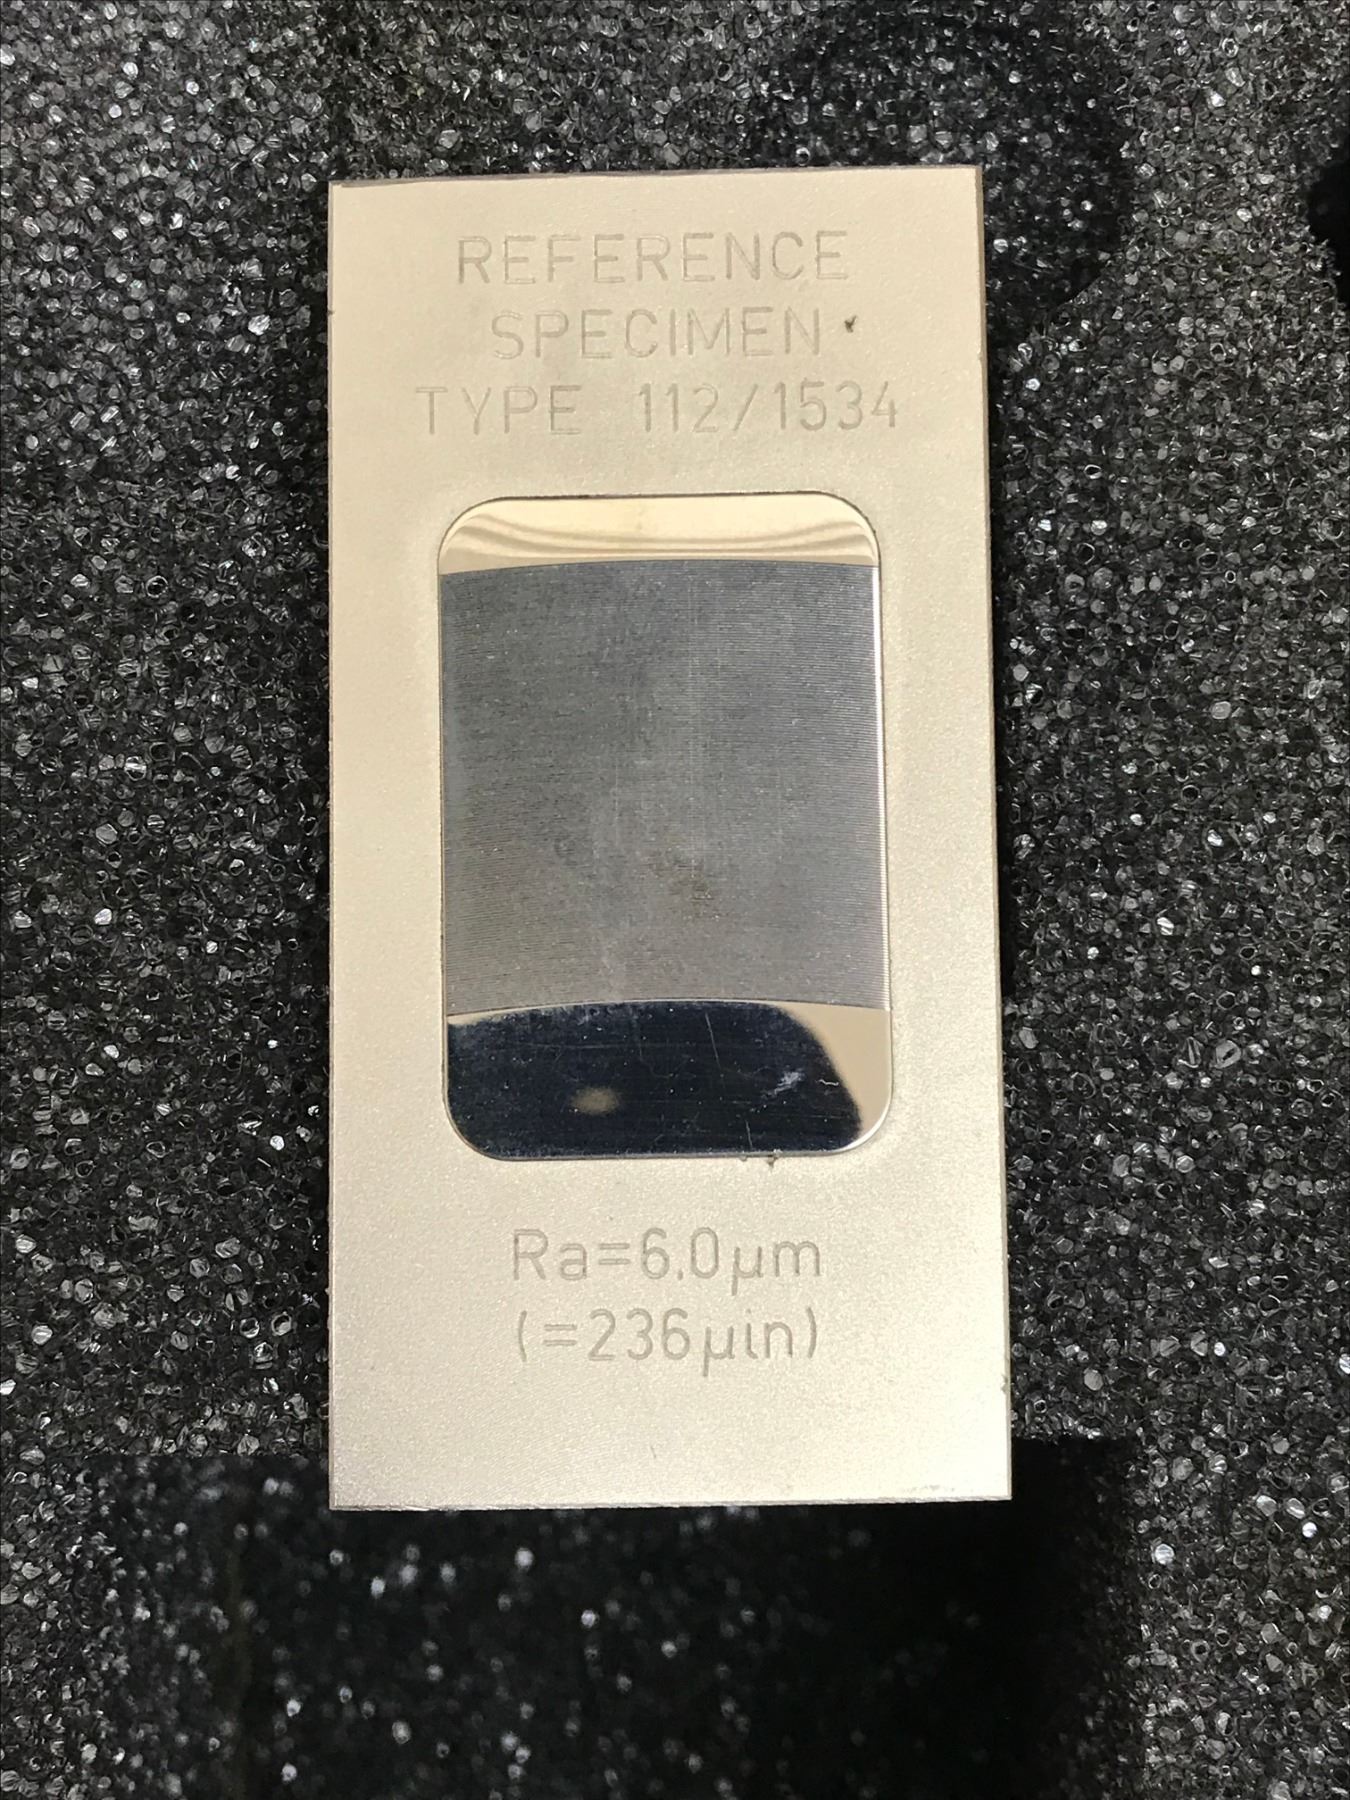 REFERENCE
SPECIMEN
TYPE 112/1534
Ra=6.0µm
(=236µin)